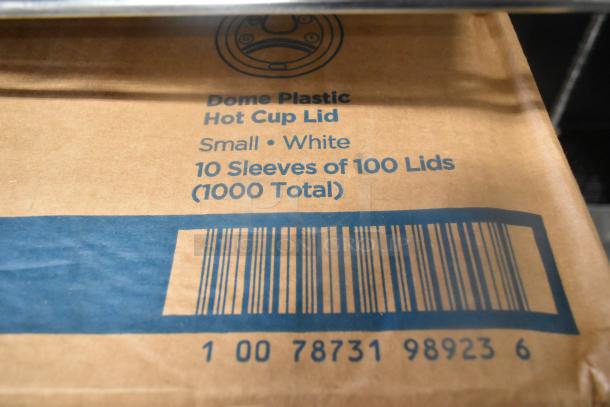 Dome Plastic
Hot Cup Lid
Small • White
10 Sleeves of 100 Lids
(1000 Total)
1 00 78731 98923 6